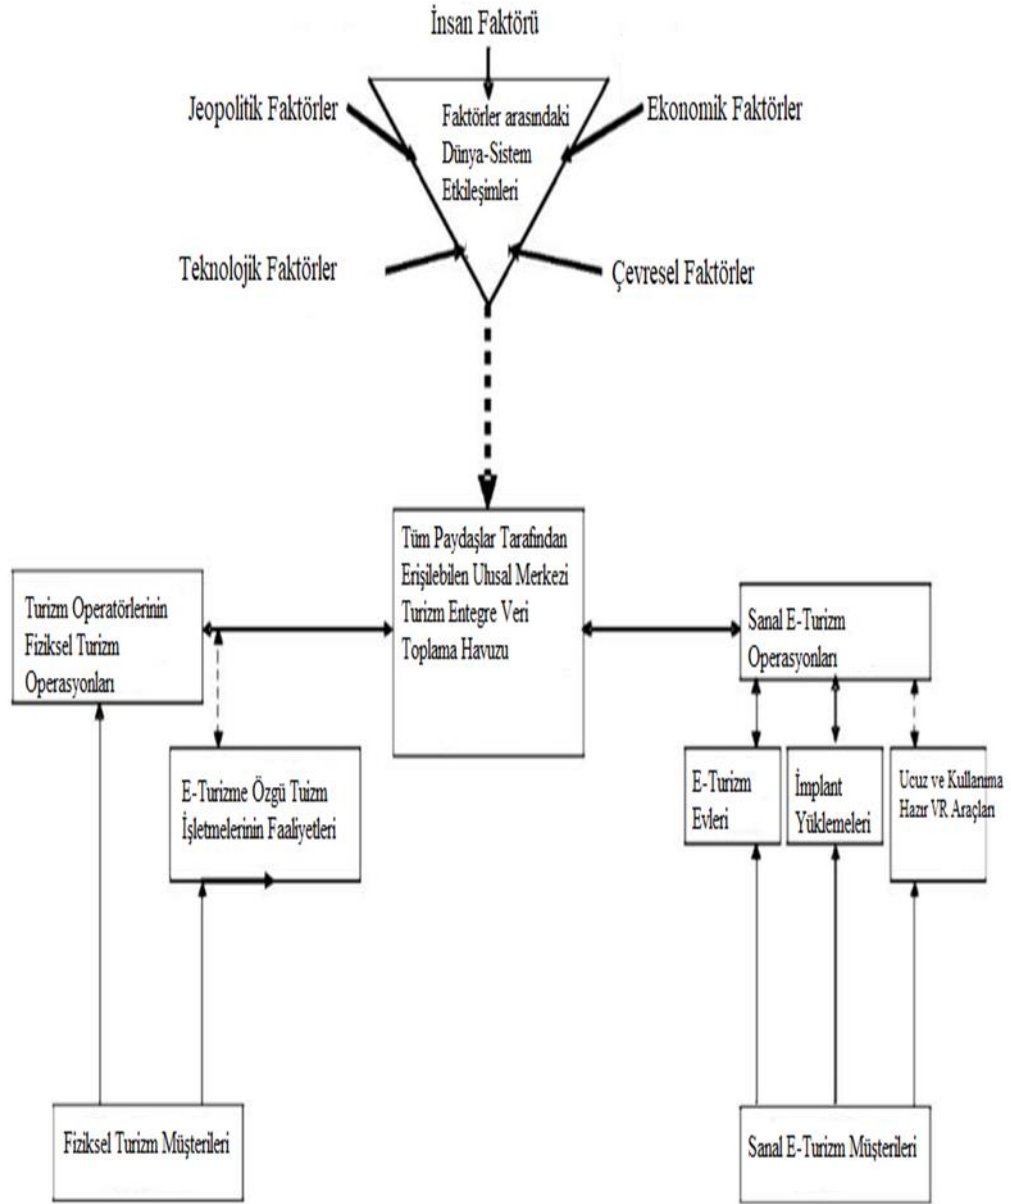 İnsan Faktörü
Jeopolitik Faktörler
Ekonomik Faktörler
Faktörler arasındaki
Dünya-Sistem
Etkileşimleri
Teknolojik Faktörler
Çevresel Faktörler
Tüm Paydaşlar Tarafından
Erişilebilen Ulusal Merkezi
Turizm Entegre Veri
Toplama Havuzu
Turizm Operatörlerinin
Fiziksel Turizm
Operasyonları
Sanal E-Turizm
Operasyonları
E-Turizme Özgü Tuizm
İşletmelerinin Faaliyetleri
E-Turizm
Evleri
İmplant
Yüklemeleri
Ucuz ve Kullanıma
Hazır VR Araçları
Fiziksel Turizm Müşterileri
Sanal E-Turizm Müşterileri